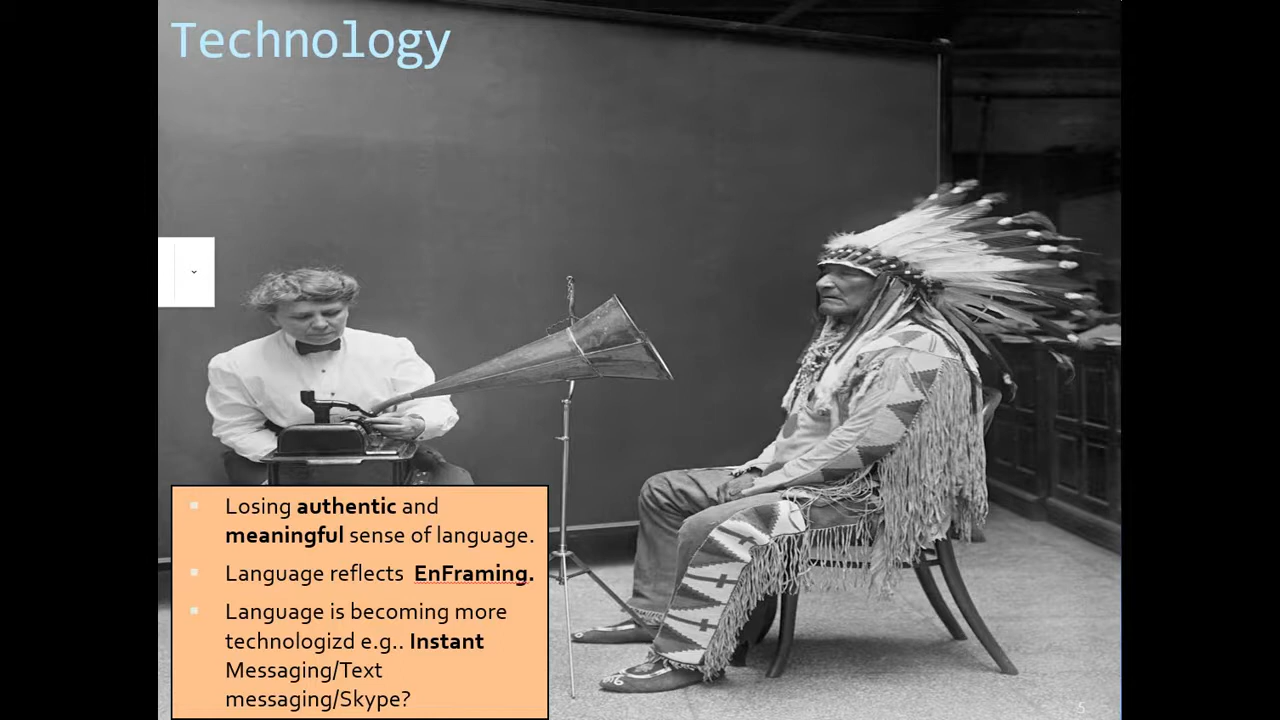 Technology
Losing authentic and
meaningful sense of language.
Language reflects EnFraming.
Language is becoming more
technologizd e.g.. Instant
Messaging/Text
messaging/Skype?
5